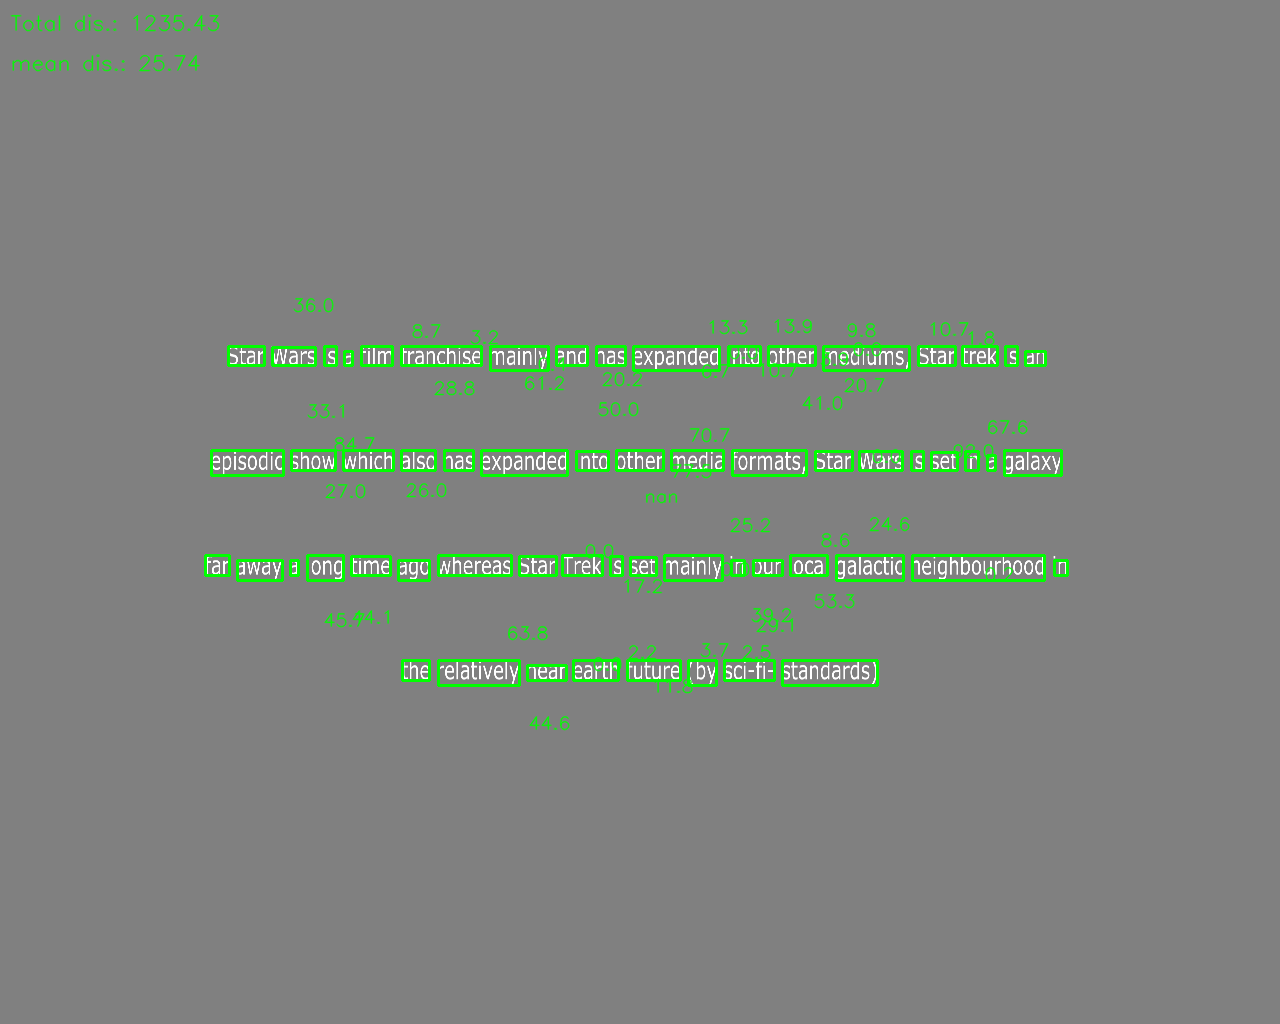 Total dis.: 1235.43
mean dis.: 25.74
36.0
13.3 13.9 9.8 10.7
8.7 3.2 1.8
Star Wars is a film franchise mainly and has expanded into other mediums, Star trek is an
28.8 61.2 20.2 20.7
33.1 50.0 41.0
84.7 70.7 67.6
episodic show which also has expanded into other media formats, Star Wars is set in a galaxy
27.0 26.0 nan
25.2 24.6
0.0 8.6
far away a long time ago whereas Star Trek is set mainly in our local galactic neighbourhood in
17.2 53.3
44.1 39.2
63.8 29.1
2.2 3.7 2.5
the relatively near earth future (by sci-fi- standards)
11.8
44.6